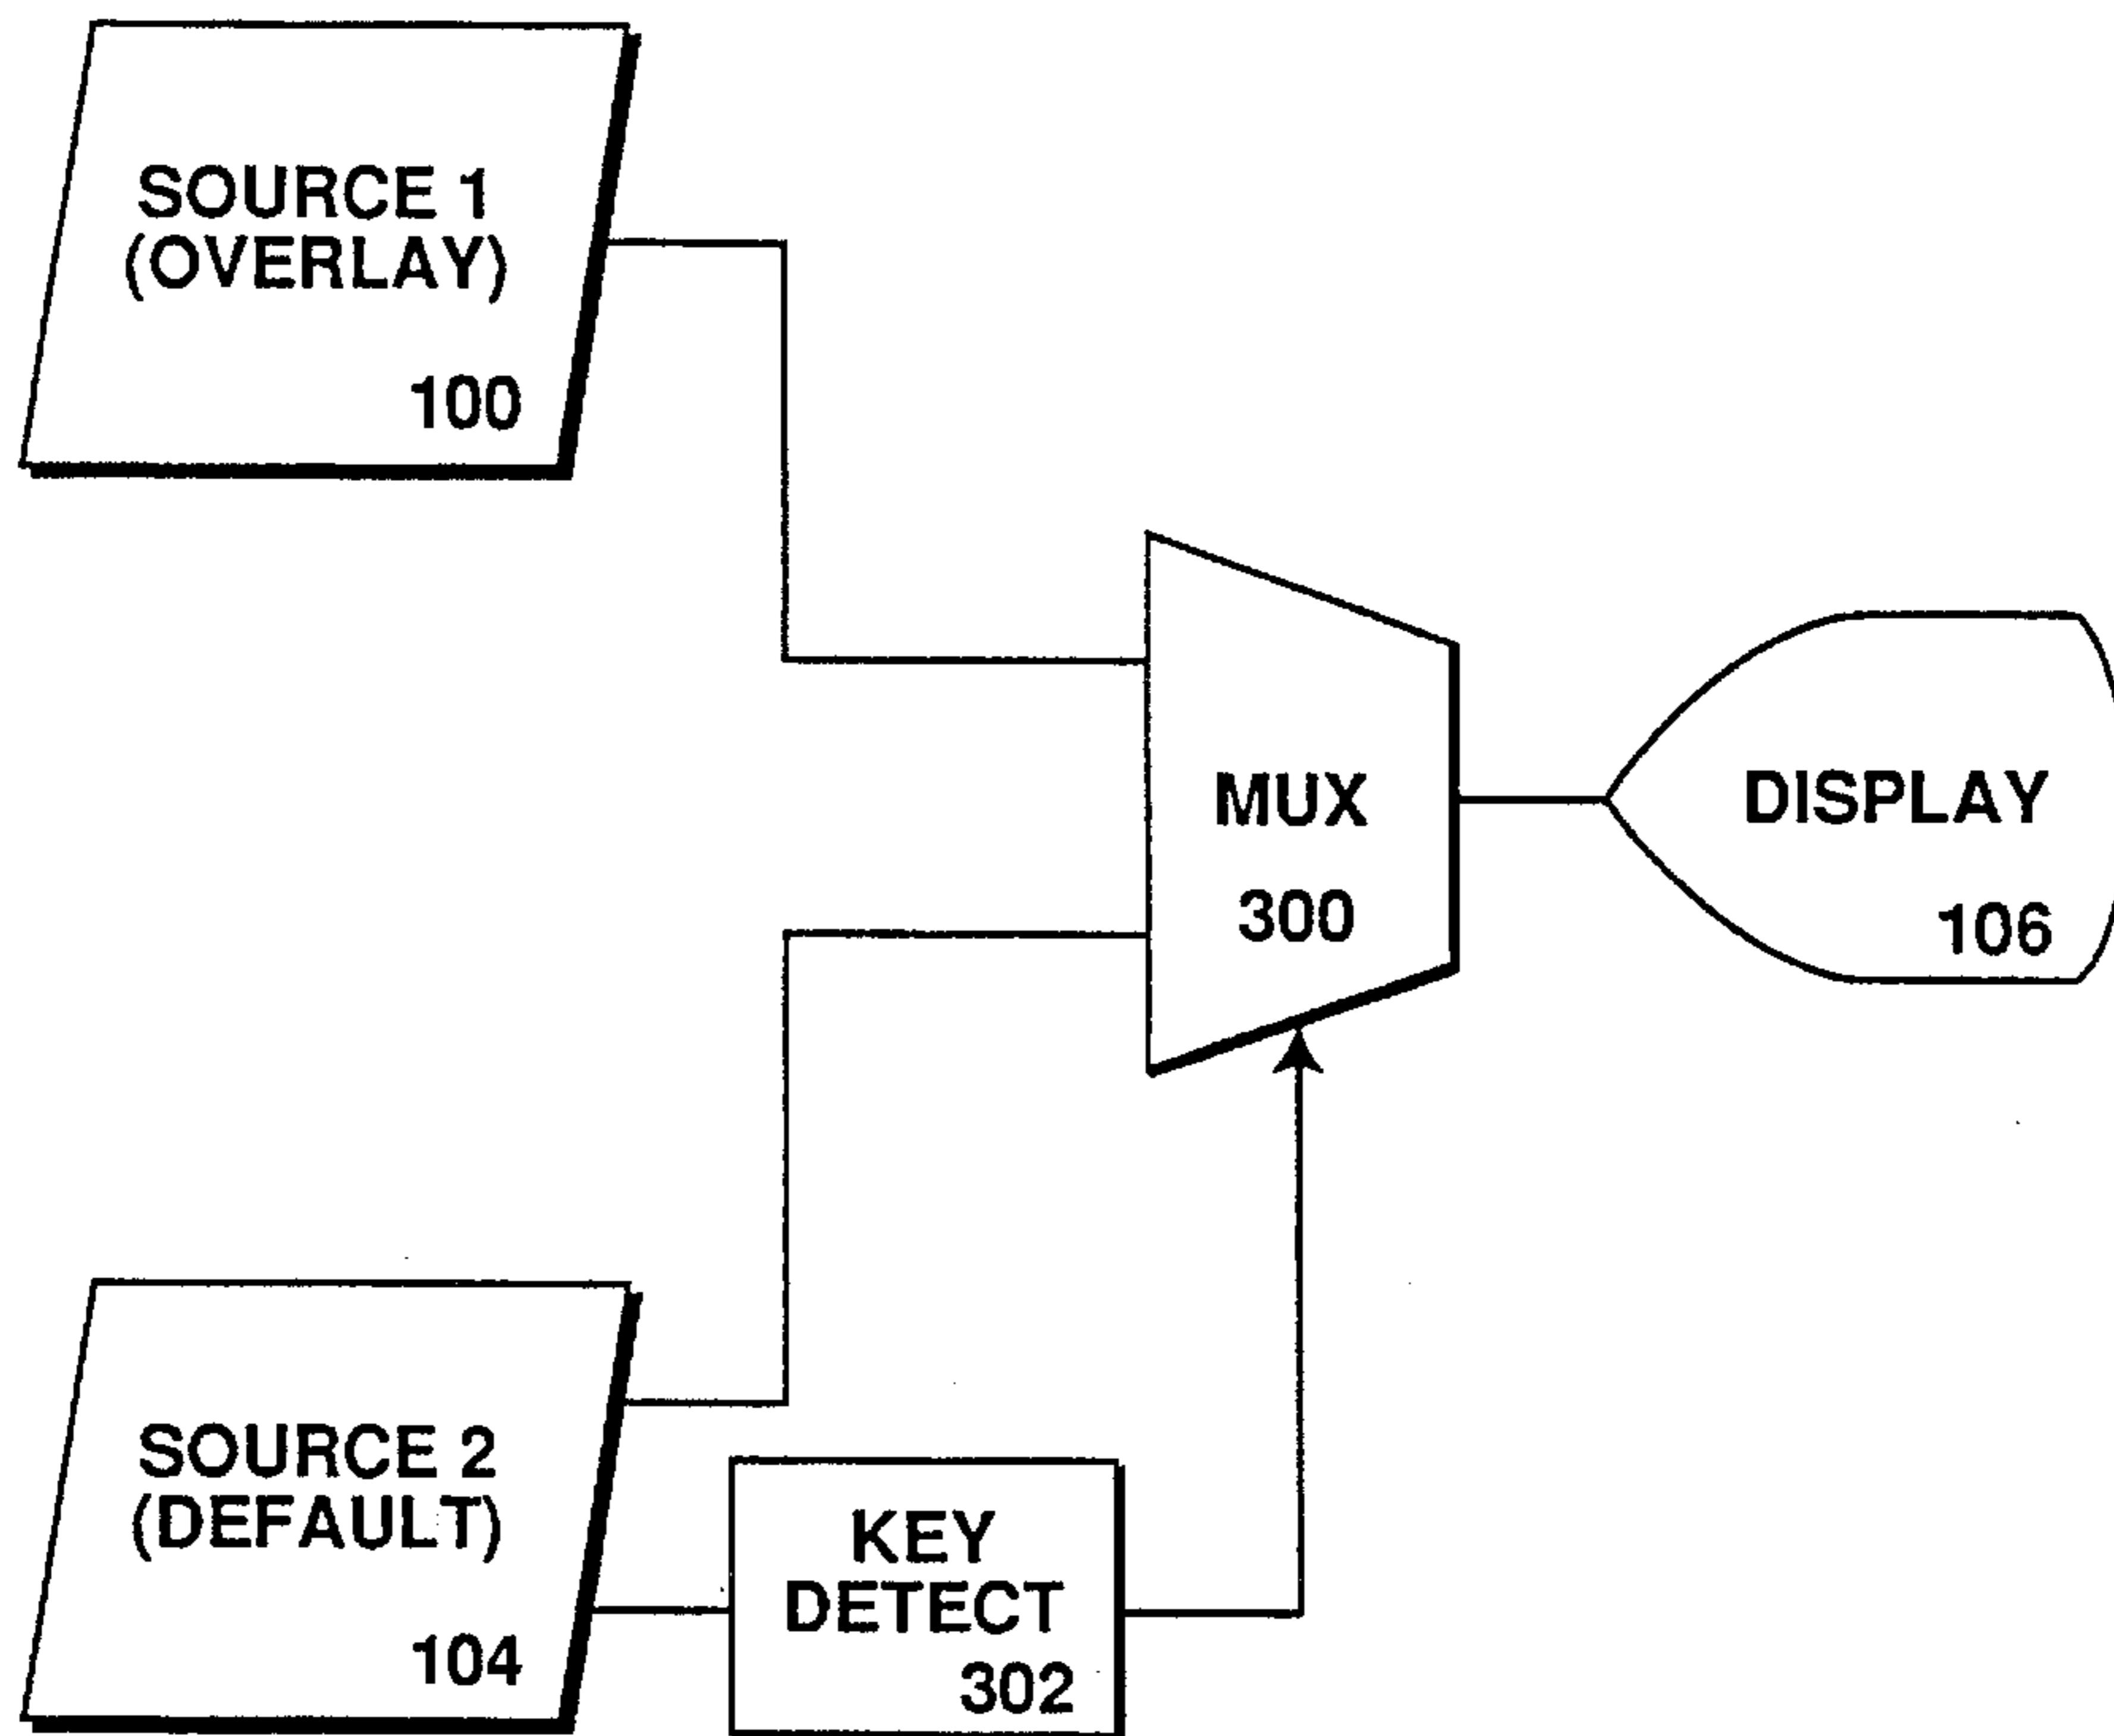 SOURCE 1
(OVERLAY)
100
MUX
300
DISPLAY
106
SOURCE 2
(DEFAULT)
104
KEY
DETECT
302